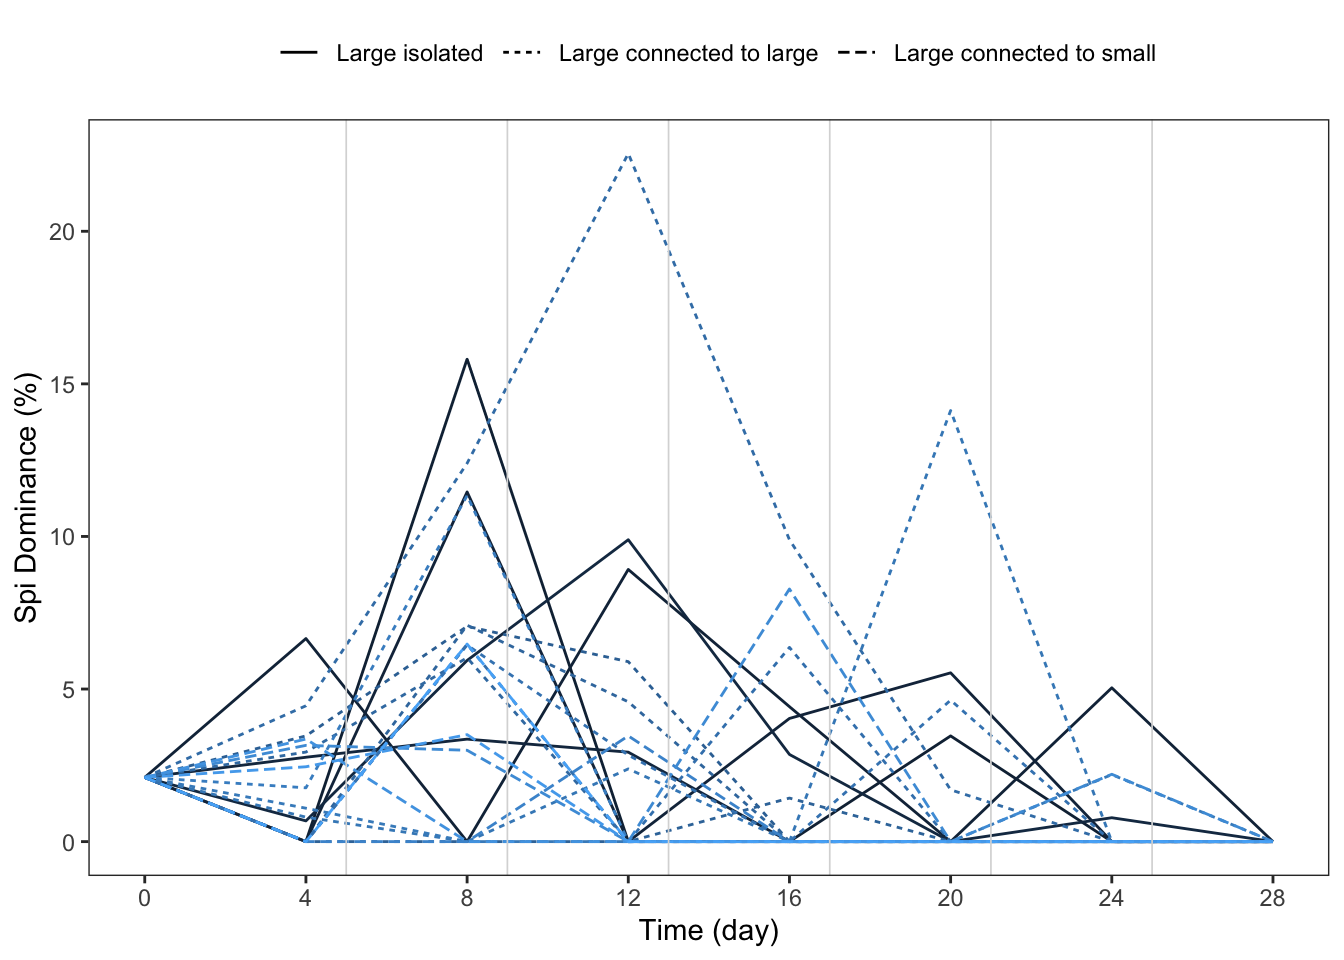 Large isolated Large connected to large Large connected to small
Spi Dominance (%)
20
15
10
5
0
0 4 8 12 16 20 24 28
Time (day)